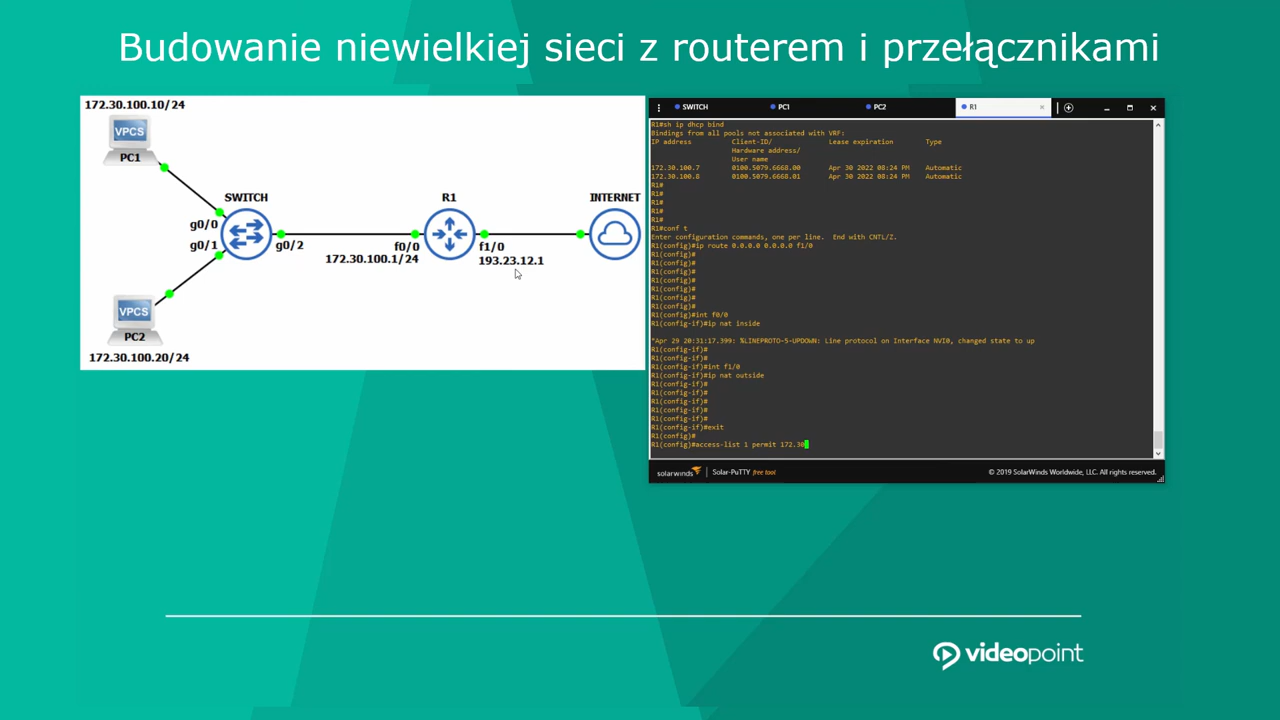 Budowanie niewielkiej sieci z routerem i przełącznikami
172.30.100.10/24
VPCS
PC1
SWITCH
R1
INTERNET
g0/0
g0/1
g0/2
f0/0
f1/0
172.30.100.1/24
193.23.12.1
VPCS
PC2
172.30.100.20/24
SWITCH PC1 PC2 R1
R1#sh ip dhcp bind
Bindings from all pools not associated with VRF:
IP address Client-ID/ Lease expiration Type
Hardware address/
User name
172.30.100.7 0100.5079.6668.00 Apr 30 2022 08:24 PM Automatic
172.30.100.8 0100.5079.6668.01 Apr 30 2022 08:24 PM Automatic
R1#
R1#
R1#
R1#
R1#
R1#conf t
Enter configuration commands, one per line. End with CNTL/Z.
R1(config)#ip route 0.0.0.0 0.0.0.0 f1/0
R1(config)#
R1(config)#
R1(config)#
R1(config)#
R1(config)#
R1(config)#
R1(config)#
R1(config)#int f0/0
R1(config-if)#ip nat inside
*Apr 29 20:31:17.399: %LINEPROTO-5-UPDOWN: Line protocol on Interface NVI0, changed state to up
R1(config-if)#
R1(config-if)#
R1(config-if)#int f1/0
R1(config-if)#ip nat outside
R1(config-if)#
R1(config-if)#
R1(config-if)#
R1(config-if)#
R1(config-if)#
R1(config-if)#exit
R1(config)#
R1(config)#access-list 1 permit 172.30
solarwinds Solar-PuTTY free tool © 2019 SolarWinds Worldwide, LLC. All rights reserved.
videopoint